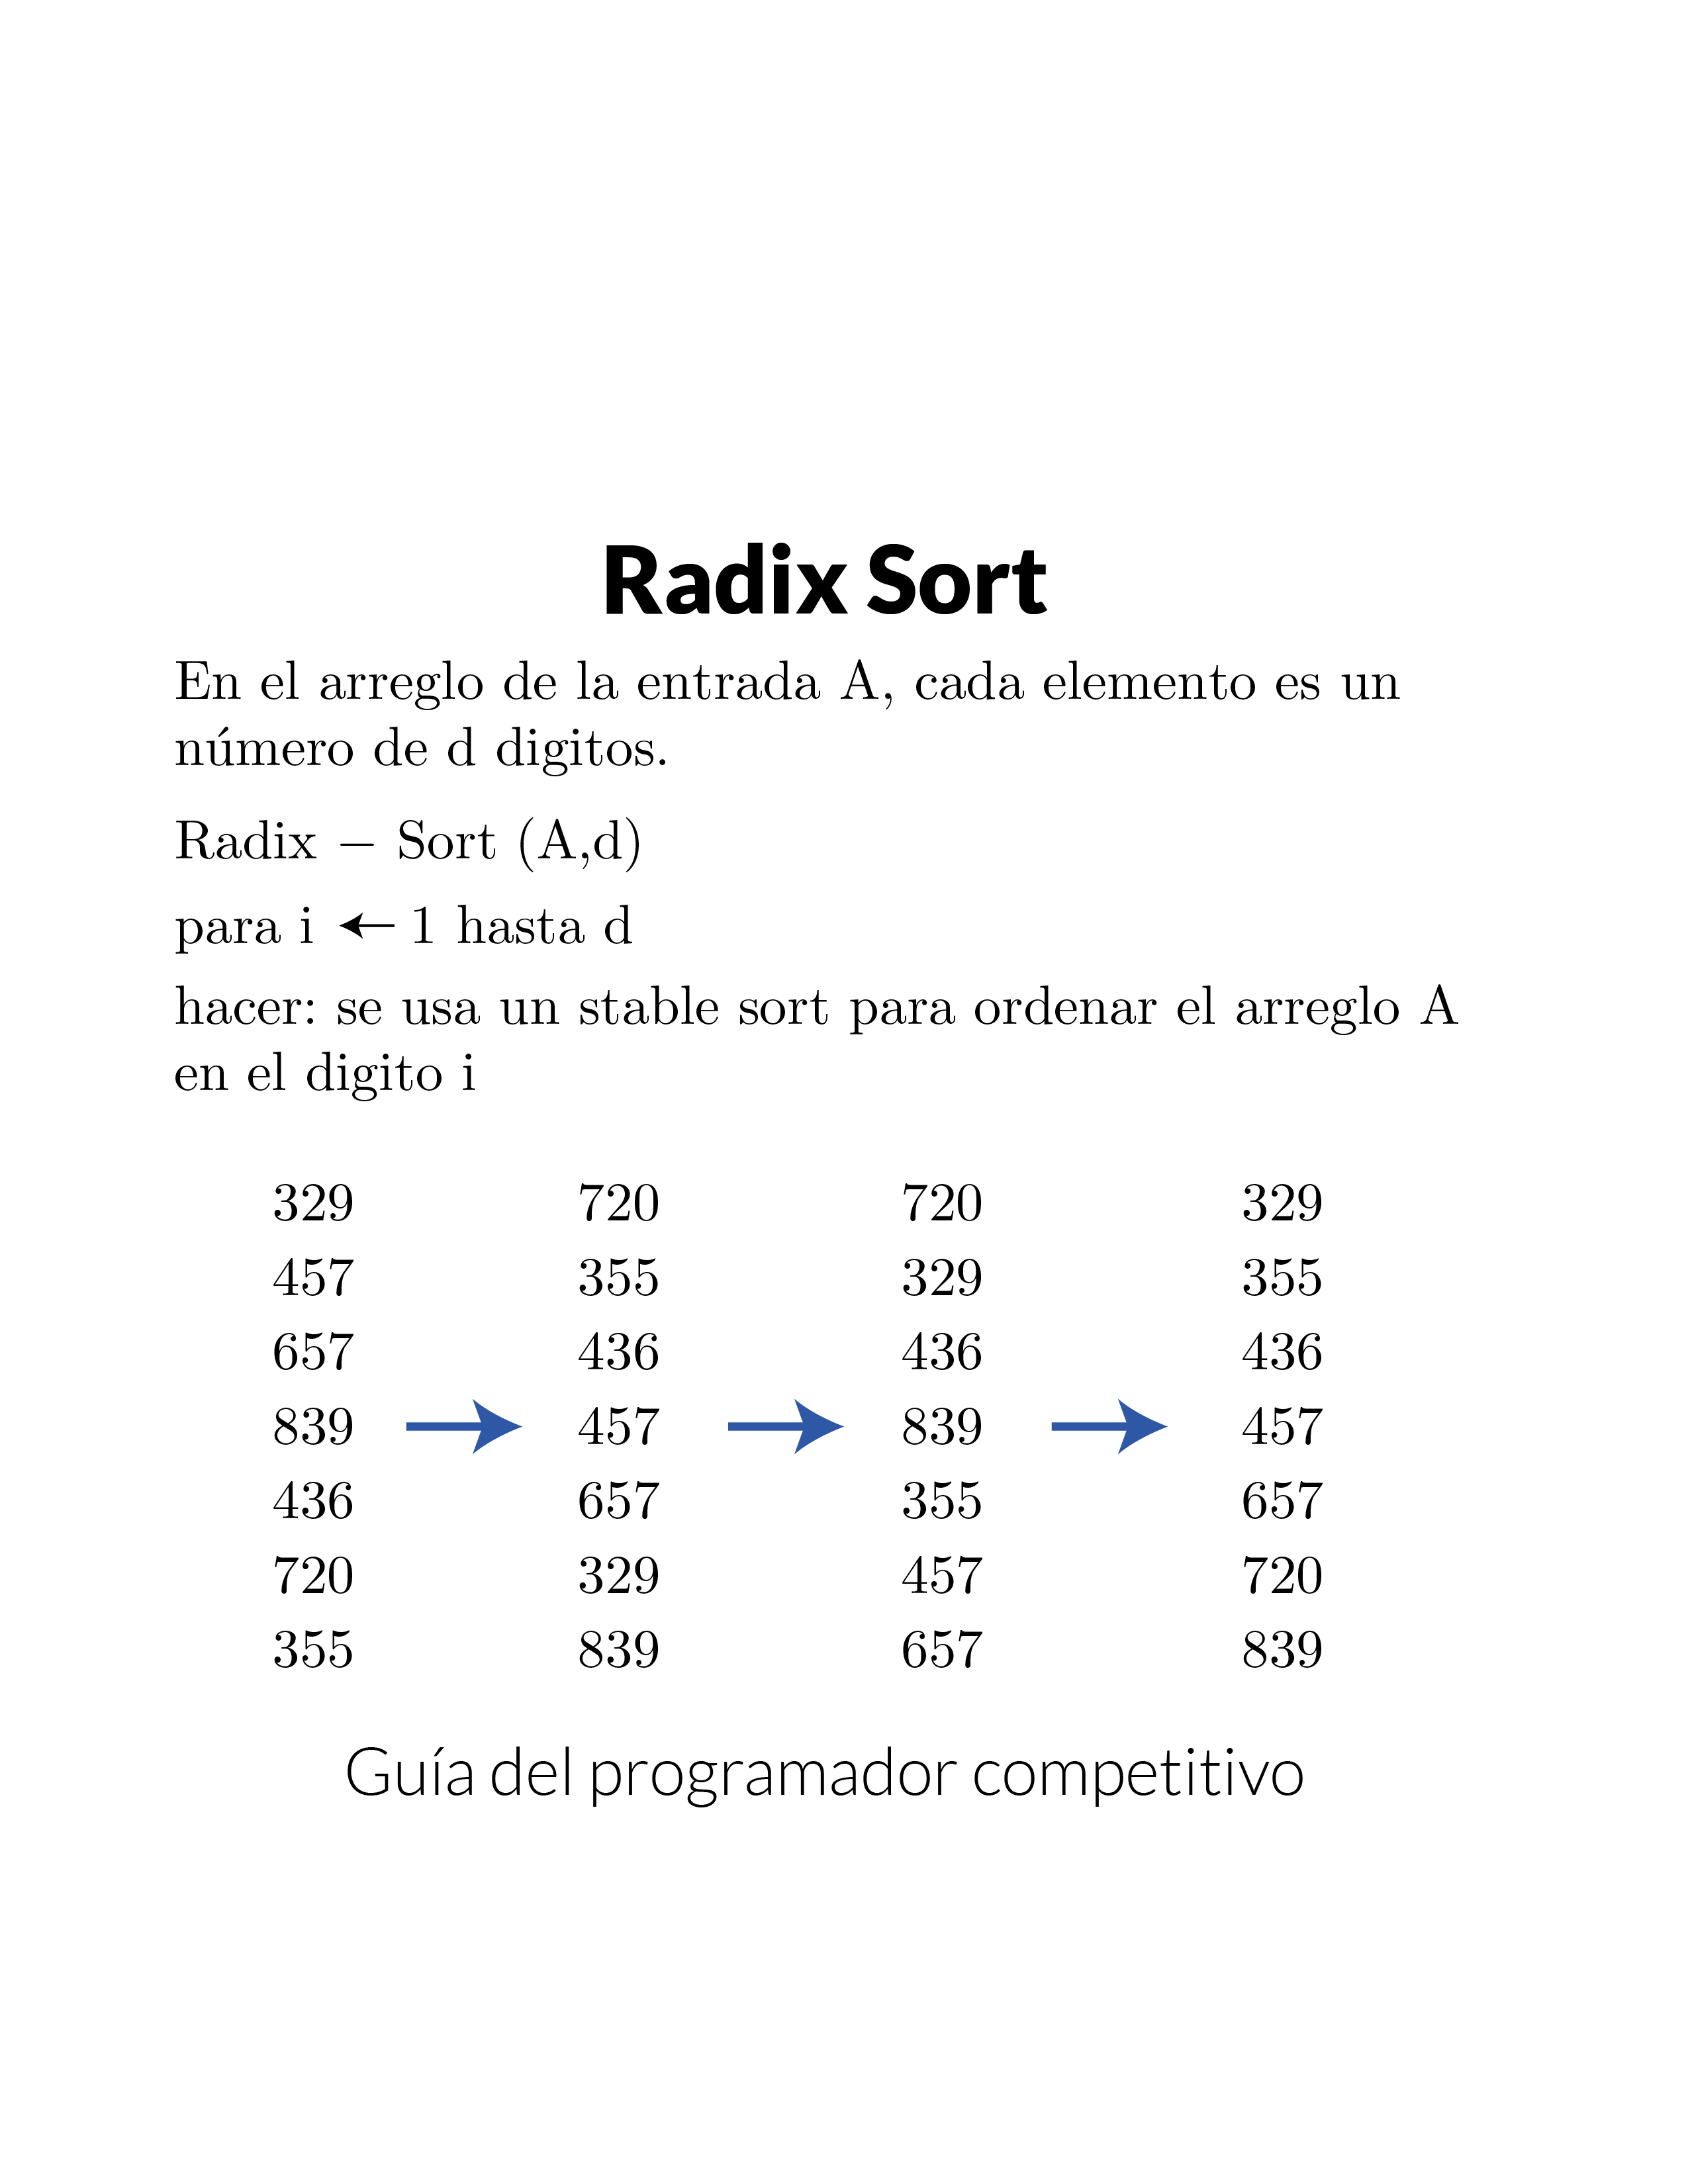 Radix Sort
En el arreglo de la entrada A, cada elemento es un
número de d digitos.
Radix − Sort (A,d)
para i ← 1 hasta d
hacer: se usa un stable sort para ordenar el arreglo A
en el digito i
329 720 720 329
457 355 329 355
657 436 436 436
839 → 457 → 839 → 457
436 657 355 657
720 329 457 720
355 839 657 839
Guía del programador competitivo